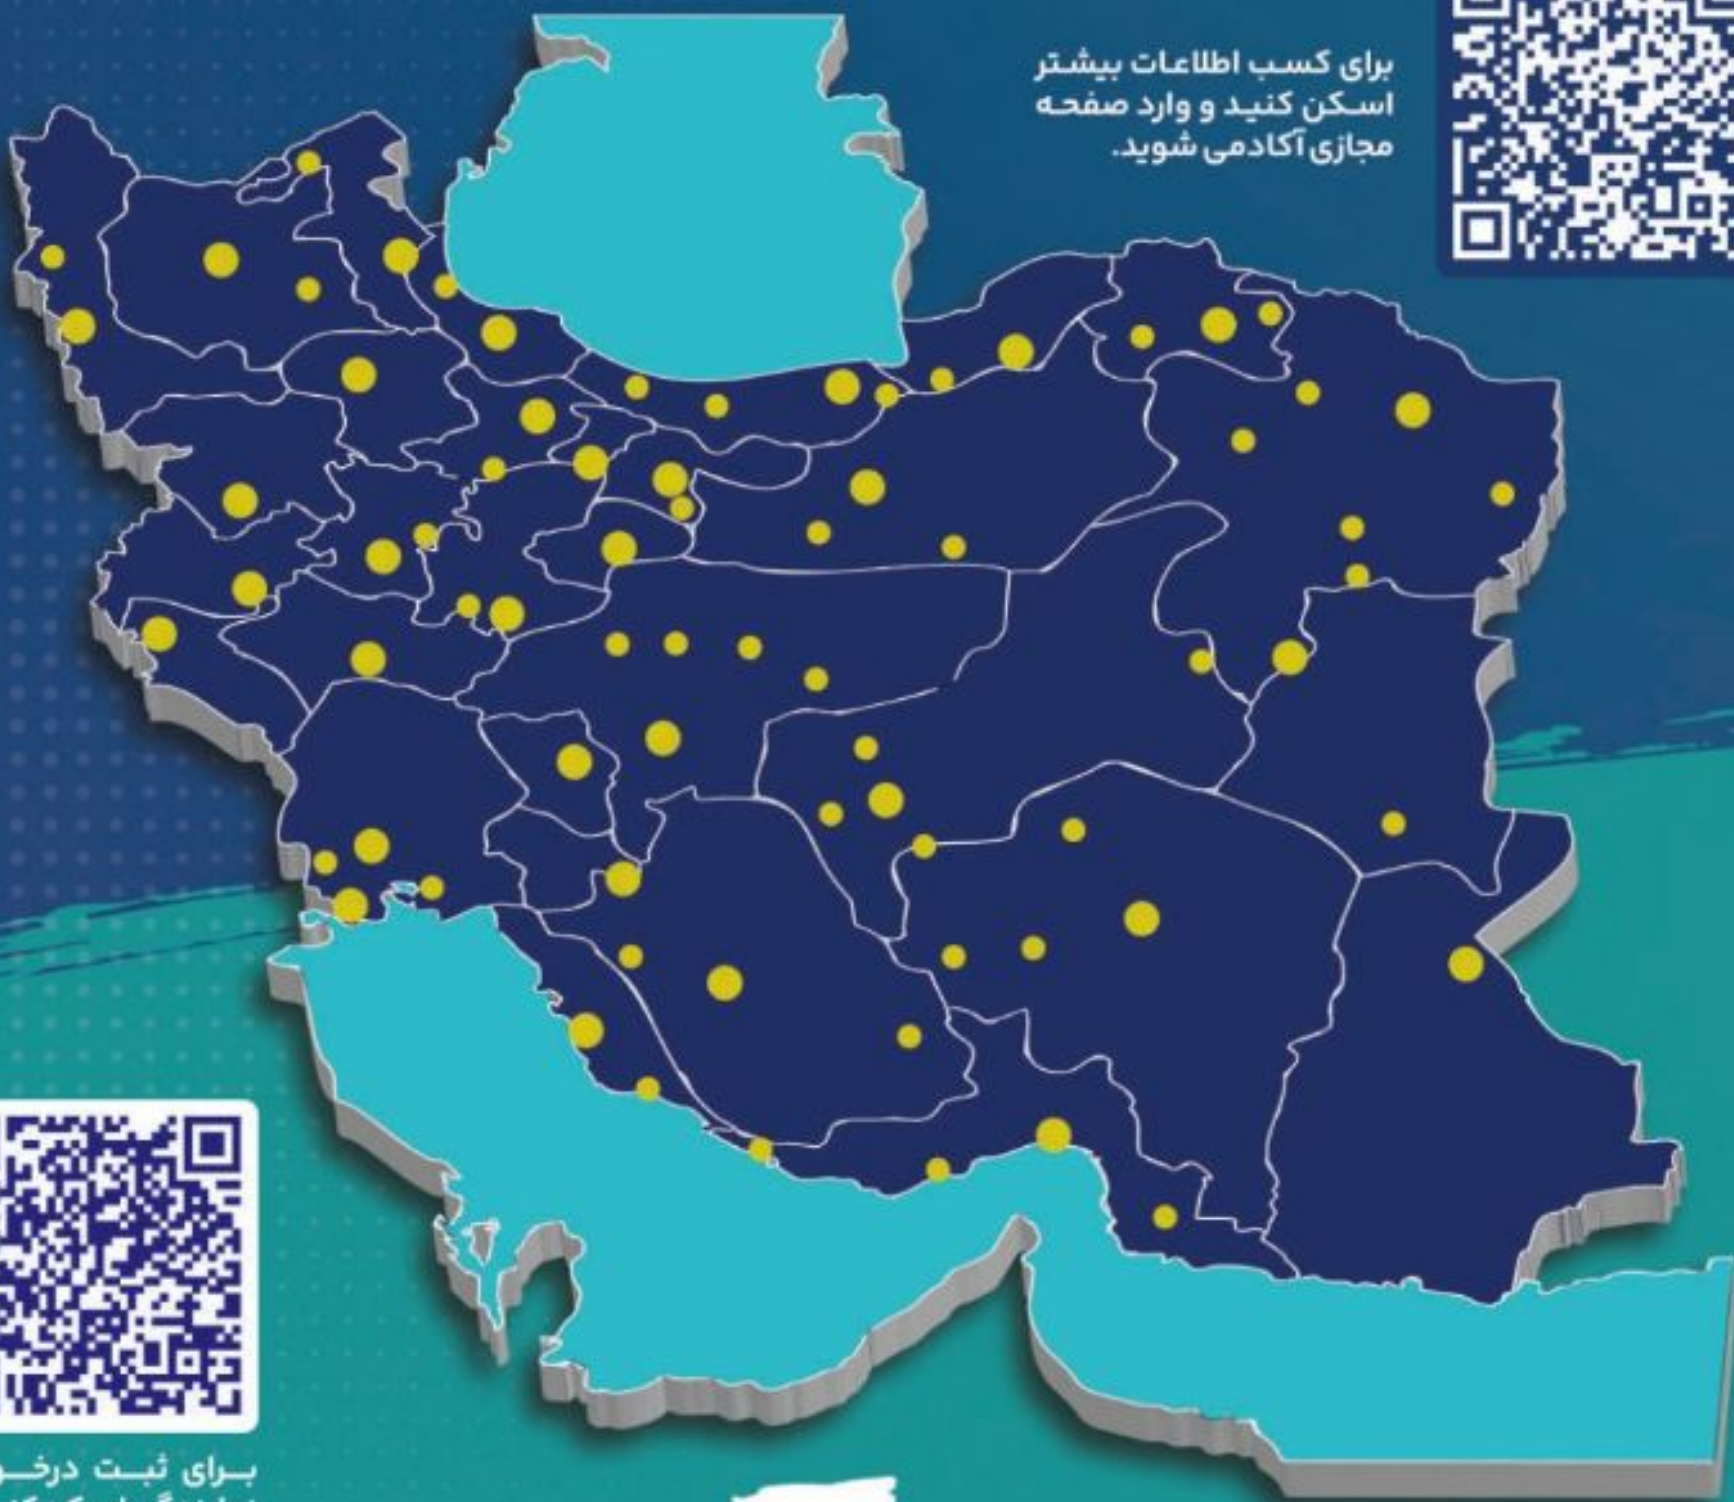 برای کسب اطلاعات بیشتر
اسکن کنید و وارد صفحه
مجازی آکادمی شوید.
برای ثبت